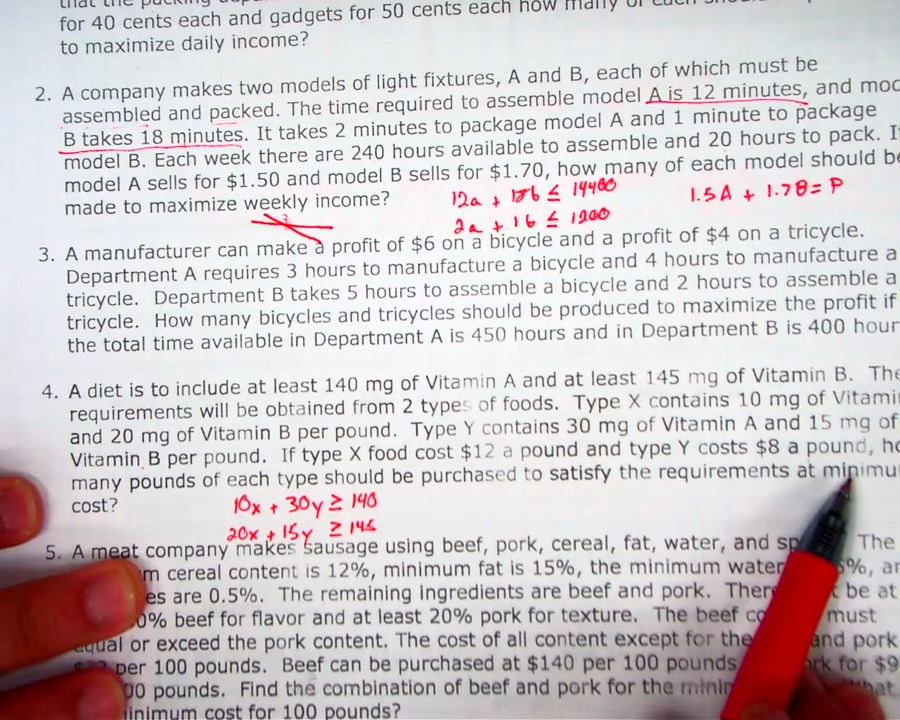 that the packing
for 40 cents each and gadgets for 50 cents each how many of each
to maximize daily income?
2. A company makes two models of light fixtures, A and B, each of which must be
assembled and packed. The time required to assemble model A is 12 minutes, and
B takes 18 minutes. It takes 2 minutes to package model A and 1 minute to package
model B. Each week there are 240 hours available to assemble and 20 hours to pack.
model A sells for $1.50 and model B sells for $1.70, how many of each model should
made to maximize weekly income?
12a + 18b ≤ 14400
1.5A + 1.7B = P
2a + 1b ≤ 1200
3. A manufacturer can make a profit of $6 on a bicycle and a profit of $4 on a tricycle.
Department A requires 3 hours to manufacture a bicycle and 4 hours to manufacture a
tricycle. Department B takes 5 hours to assemble a bicycle and 2 hours to assemble a
tricycle. How many bicycles and tricycles should be produced to maximize the profit if
the total time available in Department A is 450 hours and in Department B is 400 hour
4. A diet is to include at least 140 mg of Vitamin A and at least 145 mg of Vitamin B. The
requirements will be obtained from 2 types of foods. Type X contains 10 mg of
and 20 mg of Vitamin B per pound. Type Y contains 30 mg of Vitamin A and 15 mg of
Vitamin B per pound. If type X food cost $12 a pound and type Y costs $8 a pound,
many pounds of each type should be purchased to satisfy the requirements at
cost?
10x + 30y ≥ 140
20x + 15y ≥ 145
5. A meat company makes sausage using beef, pork, cereal, fat, water, and The
cereal content is 12%, minimum fat is 15%, the minimum water
are 0.5%. The remaining ingredients are beef and pork. be at
beef for flavor and at least 20% pork for texture. The beef must
equal or exceed the pork content. The cost of all content except for the and pork
per 100 pounds. Beef can be purchased at $140 per 100 pounds for
pounds. Find the combination of beef and pork for the
minimum cost for 100 pounds?